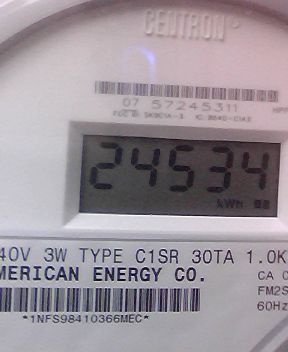 CENTRON
07 57245311
24534
kWh
40V 3W TYPE C1SR 30TA 1.0K
MERICAN ENERGY CO.
CA
FM2S
60Hz
*1NFS98410366MEC*